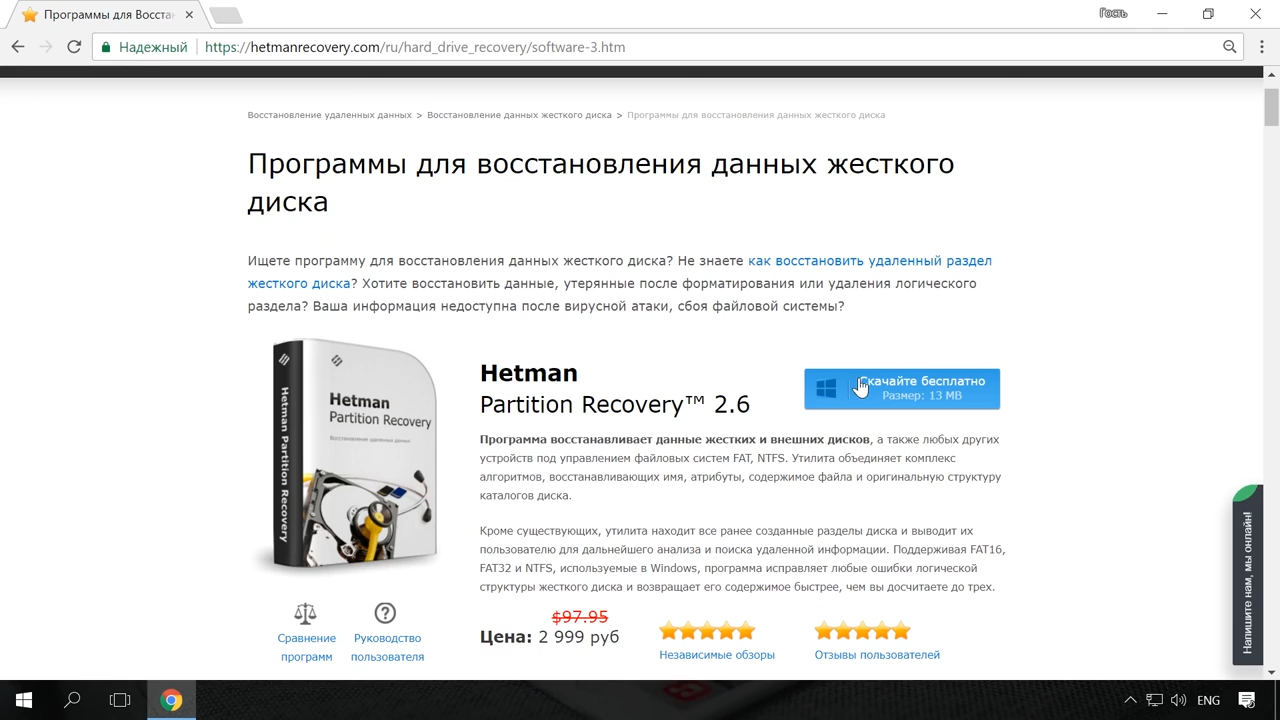 Программы для Восста
Гость
Надежный
https://hetmanrecovery.com/ru/hard_drive_recovery/software-3.htm
Восстановление удаленных данных > Восстановление данных жесткого диска > Программы для восстановления данных жесткого диска
Программы для восстановления данных жесткого
диска
Ищете программу для восстановления данных жесткого диска? Не знаете как восстановить удаленный раздел
жесткого диска? Хотите восстановить данные, утерянные после форматирования или удаления логического
раздела? Ваша информация недоступна после вирусной атаки, сбоя файловой системы?
Hetman
Partition Recovery
Восстановление удаленных данных
Hetman Partition Recovery
Hetman
Partition Recovery™ 2.6
Скачайте бесплатно
Размер: 13 MB
Программа восстанавливает данные жестких и внешних дисков, а также любых других
устройств под управлением файловых систем FAT, NTFS. Утилита объединяет комплекс
алгоритмов, восстанавливающих имя, атрибуты, содержимое файла и оригинальную структуру
каталогов диска.
Кроме существующих, утилита находит все ранее созданные разделы диска и выводит их
пользователю для дальнейшего анализа и поиска удаленной информации. Поддерживая FAT16,
FAT32 и NTFS, используемые в Windows, программа исправляет любые ошибки логической
структуры жесткого диска и возвращает его содержимое быстрее, чем вы досчитаете до трех.
Сравнение
программ
Руководство
пользователя
$97.95
Цена: 2 999 руб
Независимые обзоры
Отзывы пользователей
Напишите нам, мы онлайн!
ENG